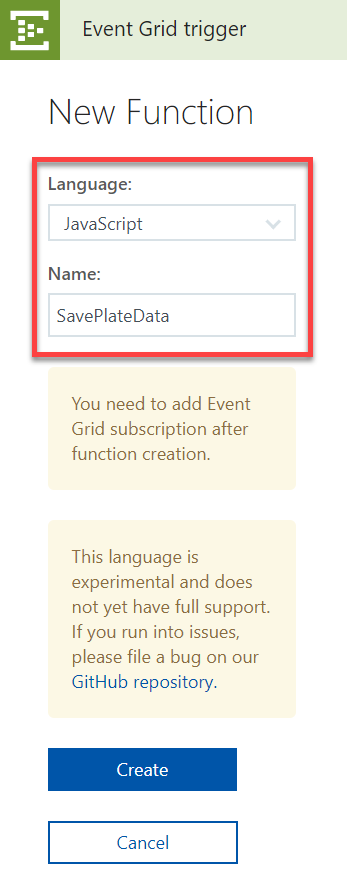 Event Grid trigger
New Function
Language:
JavaScript
Name:
SavePlateData
You need to add Event
Grid subscription after
function creation.
This language is
experimental and does
not yet have full support.
If you run into issues,
please file a bug on our
GitHub repository.
Create
Cancel